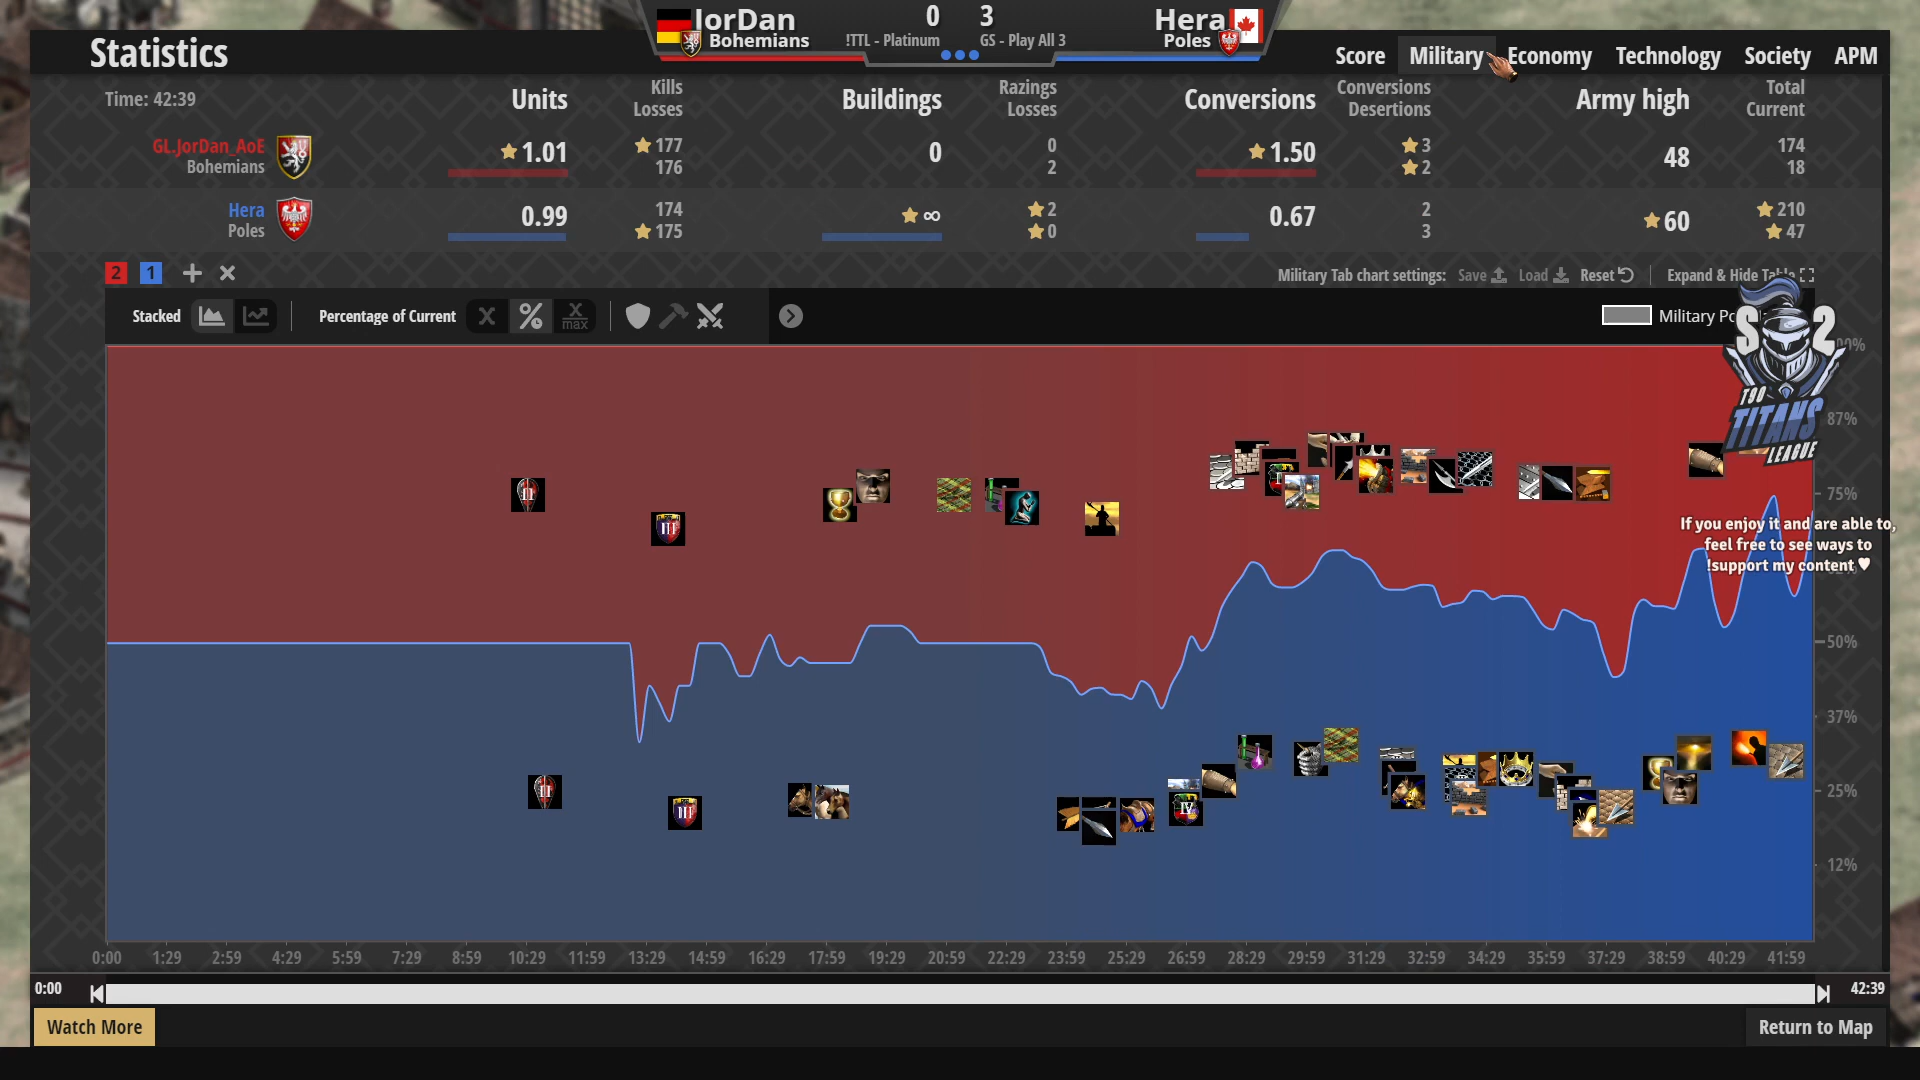 JorDan 0 3 Hera
Bohemians !TTL - Platinum GS - Play All 3 Poles
Statistics
Score Military Economy Technology Society APM
Time: 42:39
Units Kills Losses Buildings Razings Losses Conversions Conversions Desertions Army high Total Current
GL.JorDan_AoE
Bohemians
1.01 177 176 0 0 2 1.50 3 2 48 174 18
Hera
Poles
0.99 174 175 ∞ 2 0 0.67 2 3 60 210 47
2 1
Military Tab chart settings: Save Load Reset Expand & Hide Table
Stacked Percentage of Current X % X max
Military Po
S 2
T90
TITANS
LEAGUE
87%
75%
If you enjoy it and are able to,
feel free to see ways to
!support my content ♥
50%
37%
25%
12%
II
III
II
III
IV
0:00 1:29 2:59 4:29 5:59 7:29 8:59 10:29 11:59 13:29 14:59 16:29 17:59 19:29 20:59 22:29 23:59 25:29 26:59 28:29 29:59 31:29 32:59 34:29 35:59 37:29 38:59 40:29 41:59
0:00 42:39
Watch More Return to Map